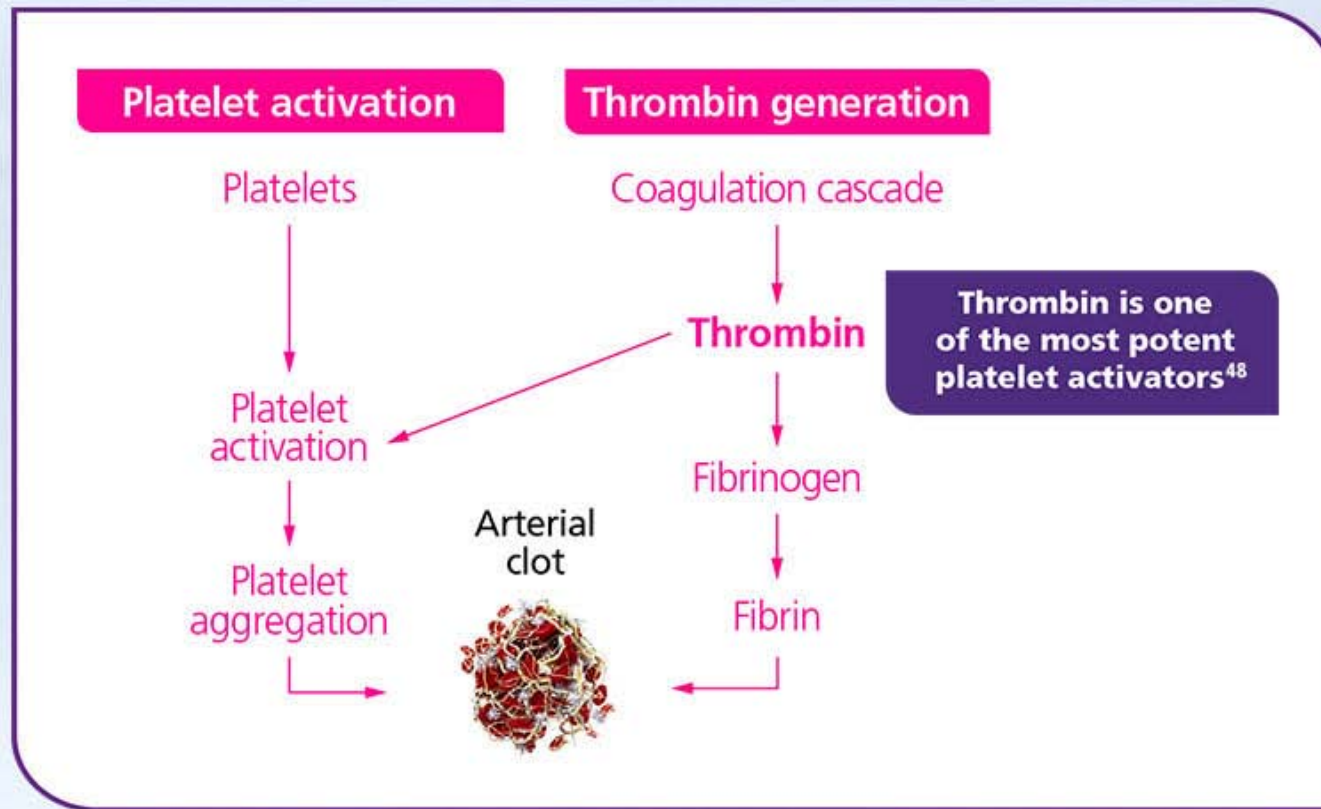 Platelet activation
Thrombin generation
Platelets
Coagulation cascade
Thrombin
Thrombin is one
of the most potent
platelet activators48
Platelet
activation
Fibrinogen
Arterial
clot
Platelet
aggregation
Fibrin